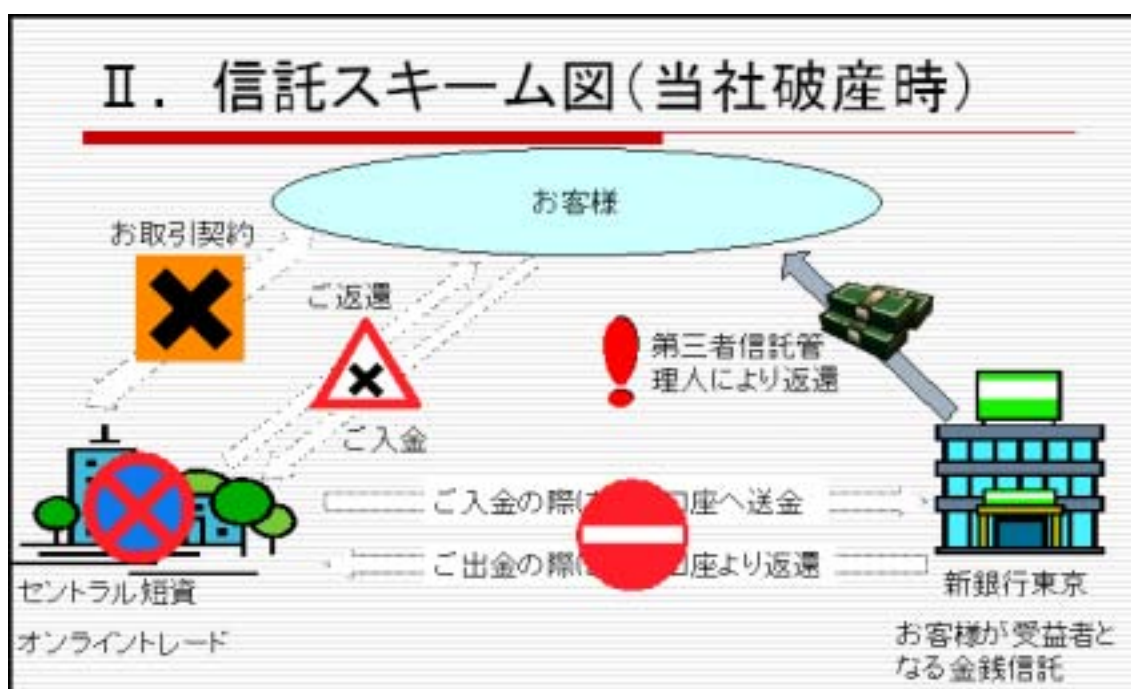 Ⅱ．信託スキーム図（当社破産時）
お客様
お取引契約
ご返還
ご入金
第三者信託管
理人により返還
ご入金の際は 口座へ送金
ご出金の際は 口座より返還
セントラル短資
オンライントレード
新銀行東京
お客様が受益者と
なる金銭信託